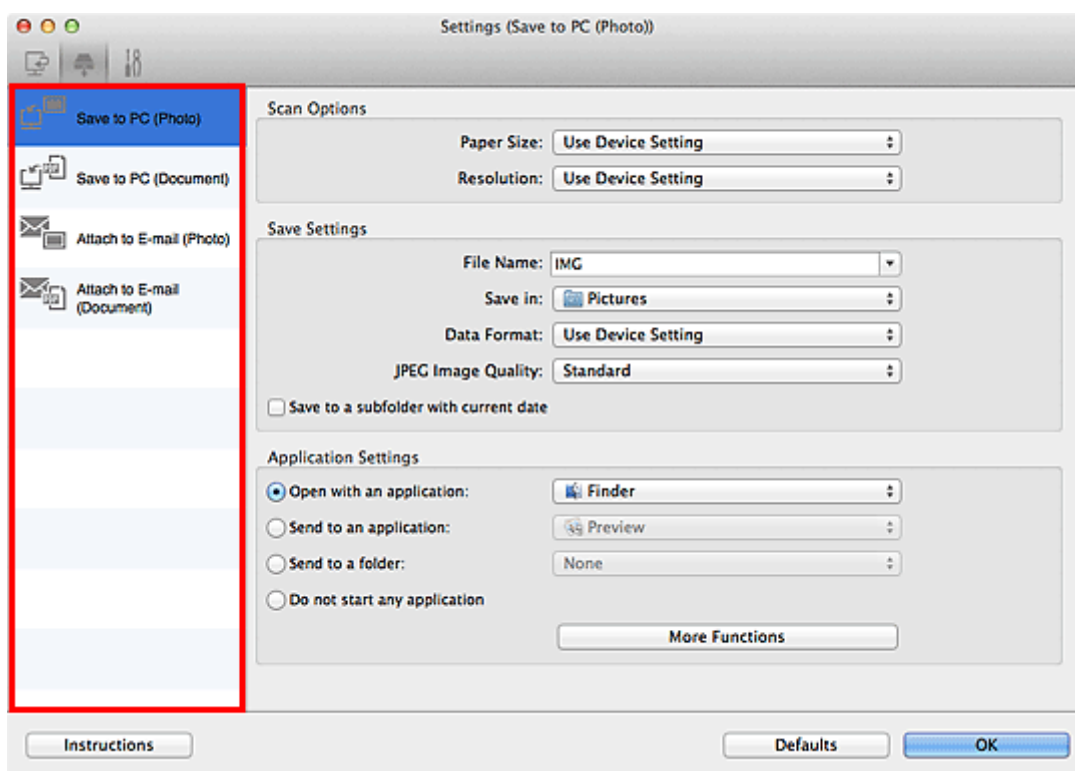 Settings (Save to PC (Photo))
Save to PC (Photo)
Save to PC (Document)
Attach to E-mail (Photo)
Attach to E-mail
(Document)
Scan Options
Paper Size: Use Device Setting
Resolution: Use Device Setting
Save Settings
File Name: IMG
Save in: Pictures
Data Format: Use Device Setting
JPEG Image Quality: Standard
Save to a subfolder with current date
Application Settings
Open with an application: Finder
Send to an application: Preview
Send to a folder: None
Do not start any application
More Functions
Instructions
Defaults
OK